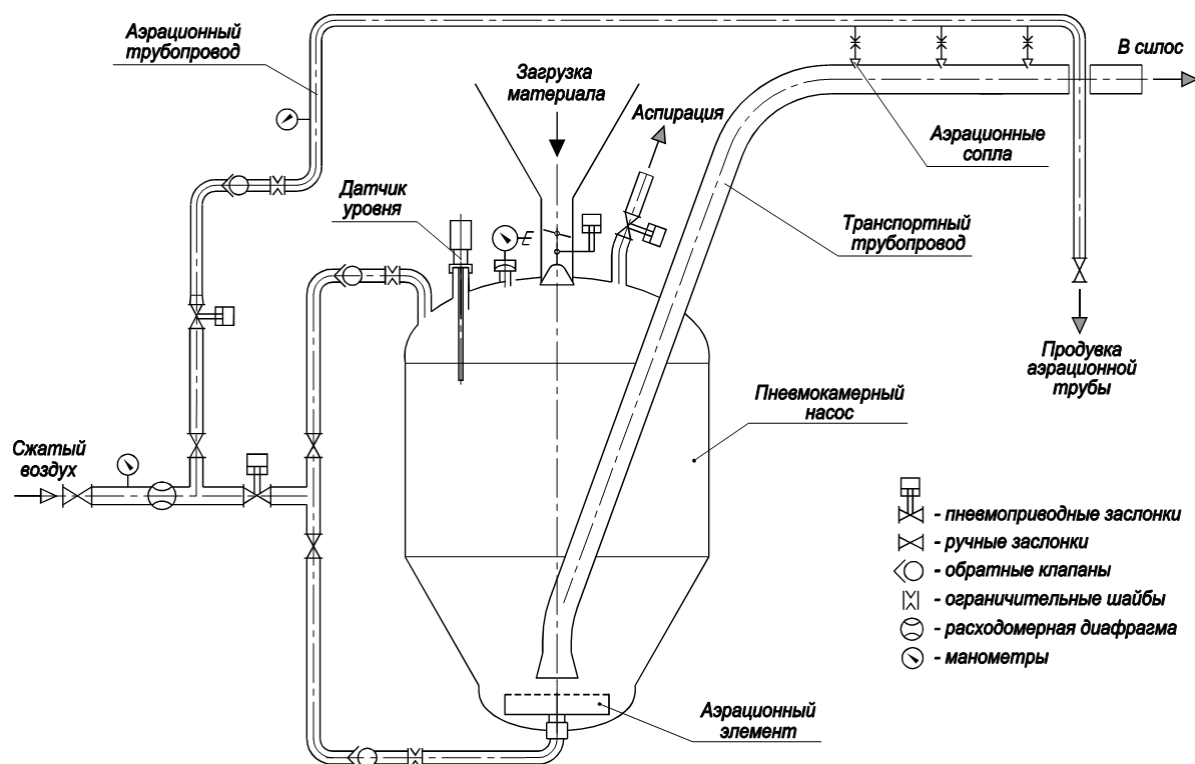 Аэрационный
трубопровод
Загрузка
материала
Аспирация
В силос
Аэрационные
сопла
Датчик
уровня
Транспортный
трубопровод
Продувка
аэрационной
трубы
Пневмокамерный
насос
Сжатый
воздух
- пневмоприводные заслонки
- ручные заслонки
- обратные клапаны
- ограничительные шайбы
- расходомерная диафрагма
- манометры
Аэрационный
элемент